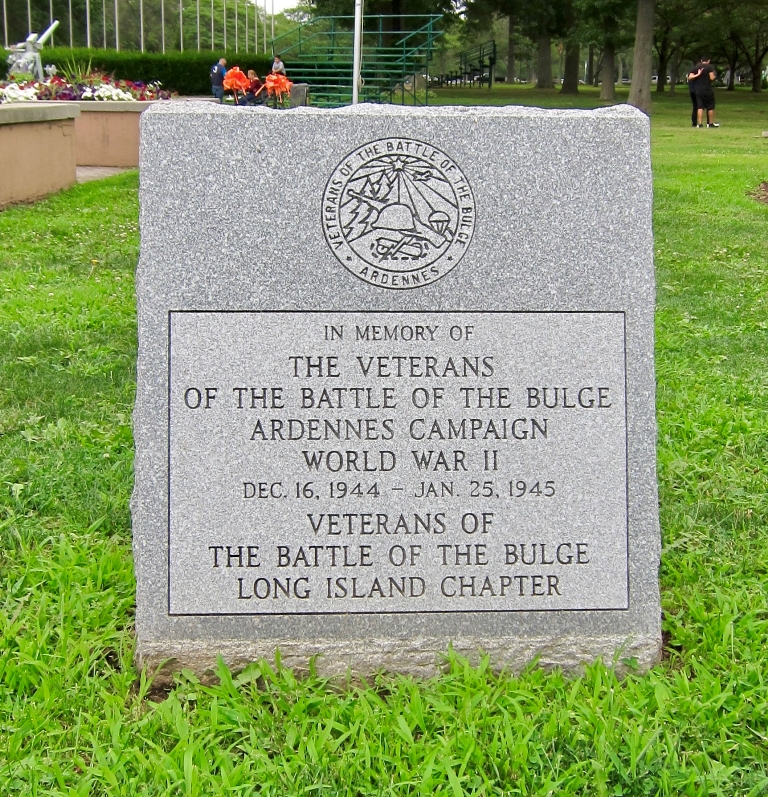 VETERANS OF THE BATTLE OF THE BULGE
ARDENNES
IN MEMORY OF
THE VETERANS
OF THE BATTLE OF THE BULGE
ARDENNES CAMPAIGN
WORLD WAR II
DEC. 16, 1944 – JAN. 25, 1945
VETERANS OF
THE BATTLE OF THE BULGE
LONG ISLAND CHAPTER